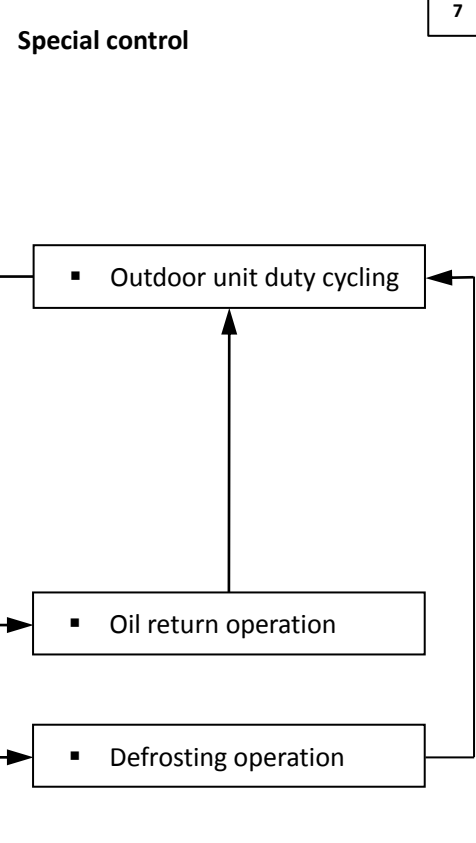 7
Special control
▪ Outdoor unit duty cycling
▪ Oil return operation
▪ Defrosting operation